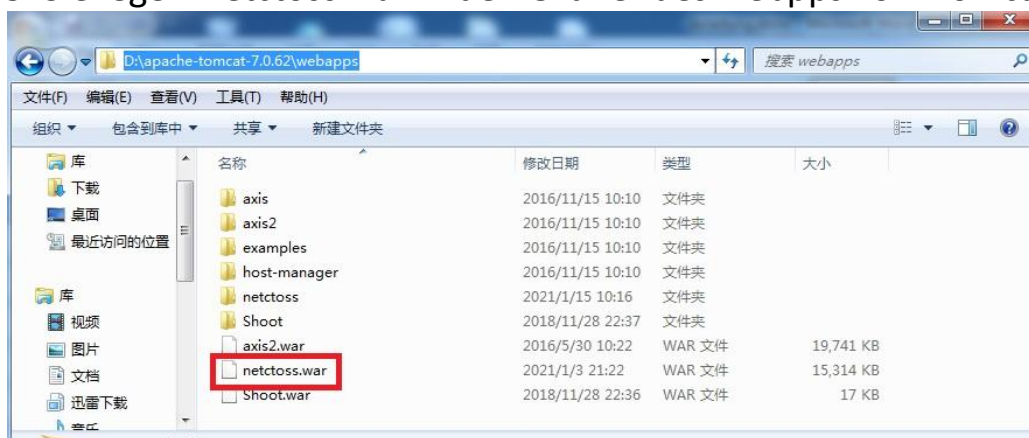 D:\apache-tomcat-7.0.62\webapps
搜索 webapps
文件(F) 编辑(E) 查看(V) 工具(T) 帮助(H)
组织 包含到库中 共享 新建文件夹
库 名称 修改日期 类型 大小
下载 axis 2016/11/15 10:10 文件夹
桌面 axis2 2016/11/15 10:10 文件夹
最近访问的位置 examples 2016/11/15 10:10 文件夹
host-manager 2016/11/15 10:10 文件夹
库 netctoss 2021/1/15 10:16 文件夹
视频 Shoot 2018/11/28 22:37 文件夹
图片 axis2.war 2016/5/30 10:22 WAR 文件 19,741 KB
文档 netctoss.war 2021/1/3 21:22 WAR 文件 15,314 KB
迅雷下载 Shoot.war 2018/11/28 22:36 WAR 文件 17 KB
音乐